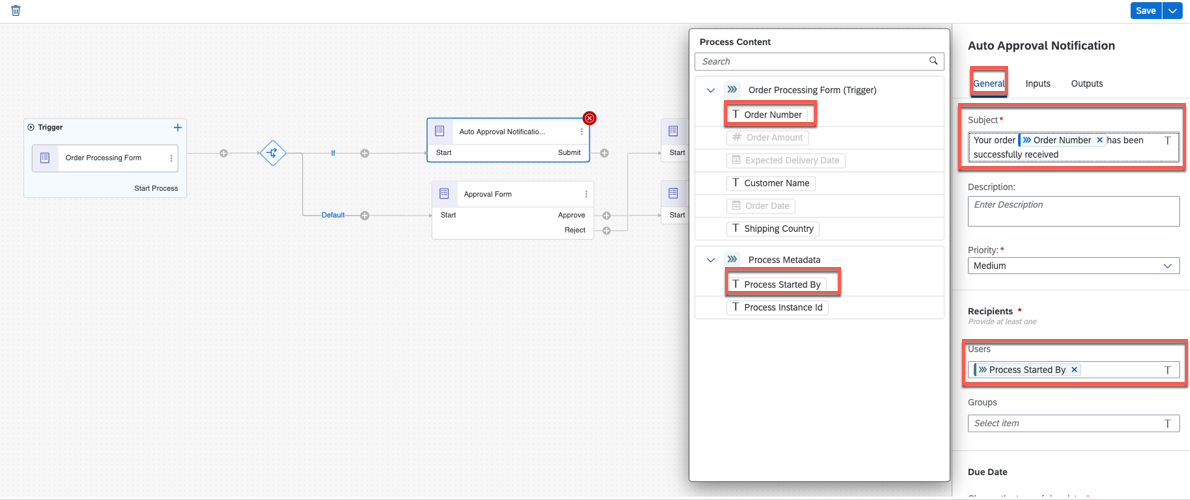 Save
Trigger
Order Processing Form
Start Process
If
Default
Auto Approval Notificatio...
Start
Submit
Approval Form
Start
Approve
Reject
Start
Start
Process Content
Search
Order Processing Form (Trigger)
Order Number
Order Amount
Expected Delivery Date
Customer Name
Order Date
Shipping Country
Process Metadata
Process Started By
Process Instance Id
Auto Approval Notification
General Inputs Outputs
Subject*
Your order Order Number × has been
successfully received
Description:
Enter Description
Priority: *
Medium
Recipients *
Provide at least one
Users
Process Started By ×
Groups
Select item
Due Date